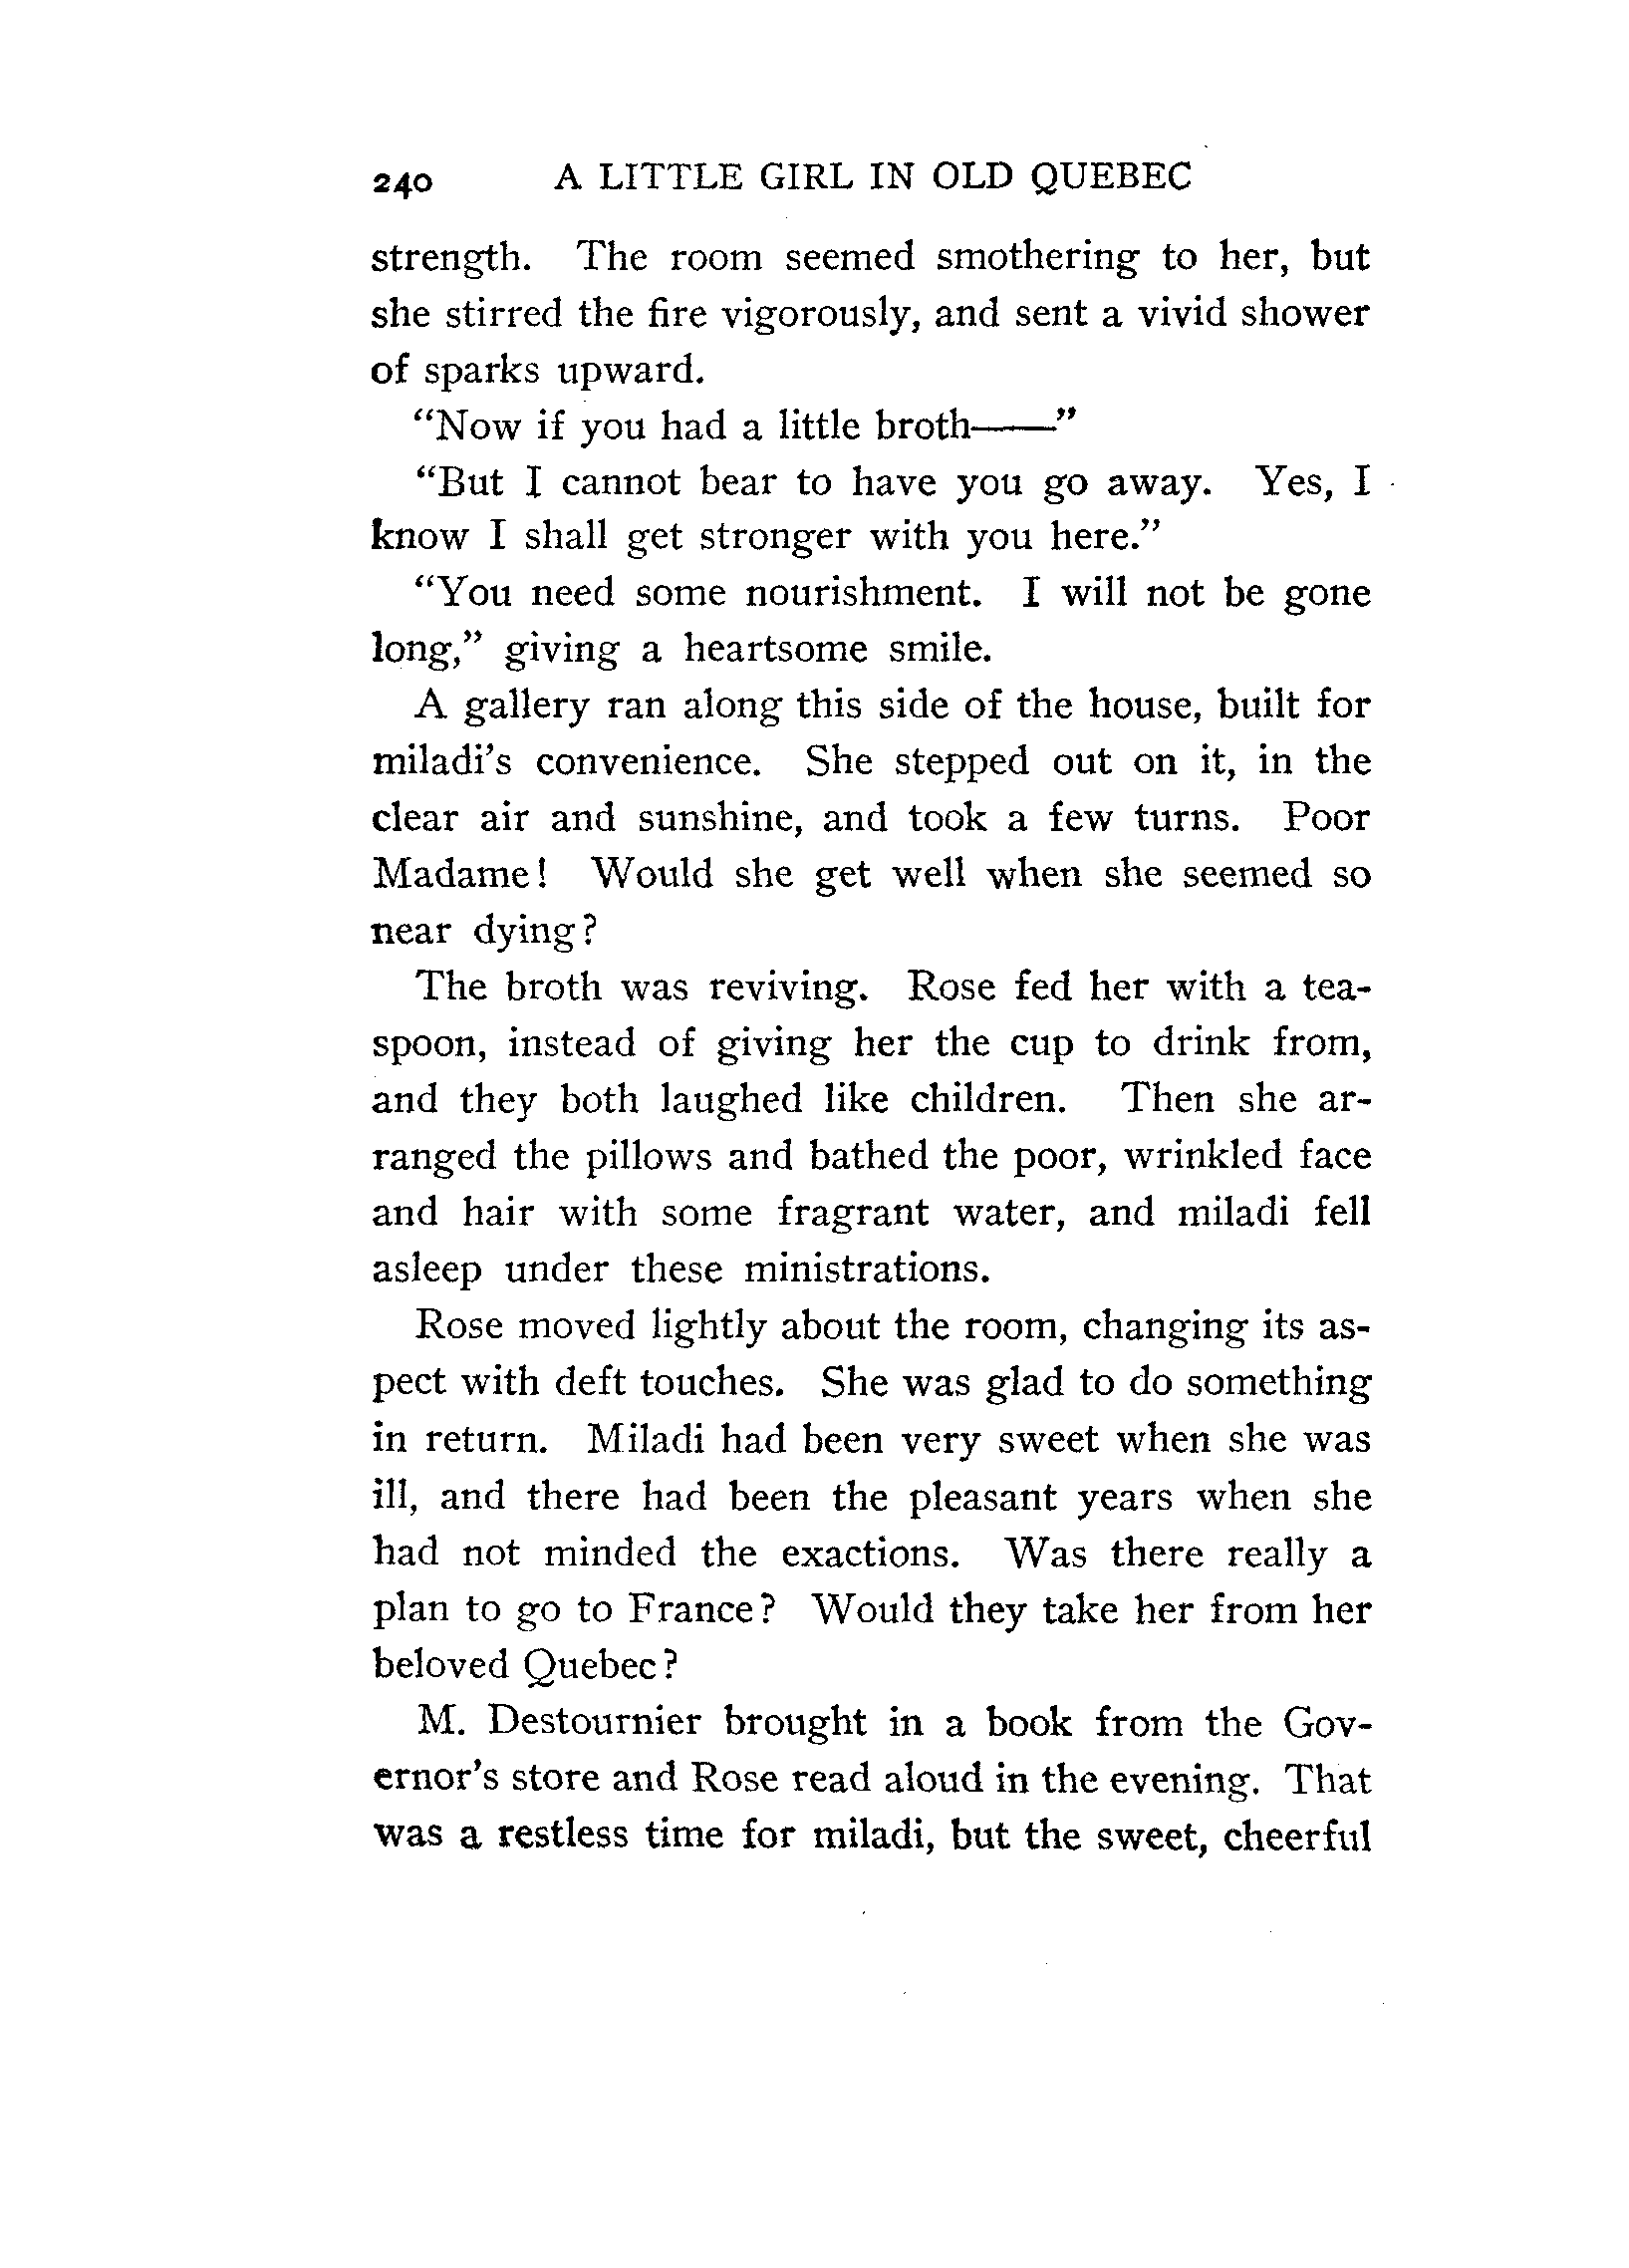 240 A LITTLE GIRL IN OLD QUEBEC
strength. The room seemed smothering to her, but
she stirred the fire vigorously, and sent a vivid shower
of sparks upward.
"Now if you had a little broth——"
"But I cannot bear to have you go away. Yes, I
know I shall get stronger with you here."
"You need some nourishment. I will not be gone
long," giving a heartsome smile.
A gallery ran along this side of the house, built for
miladi's convenience. She stepped out on it, in the
clear air and sunshine, and took a few turns. Poor
Madame! Would she get well when she seemed so
near dying?
The broth was reviving. Rose fed her with a tea-
spoon, instead of giving her the cup to drink from,
and they both laughed like children. Then she ar-
ranged the pillows and bathed the poor, wrinkled face
and hair with some fragrant water, and miladi fell
asleep under these ministrations.
Rose moved lightly about the room, changing its as-
pect with deft touches. She was glad to do something
in return. Miladi had been very sweet when she was
ill, and there had been the pleasant years when she
had not minded the exactions. Was there really a
plan to go to France? Would they take her from her
beloved Quebec?
M. Destournier brought in a book from the Gov-
ernor's store and Rose read aloud in the evening. That
was a restless time for miladi, but the sweet, cheerful